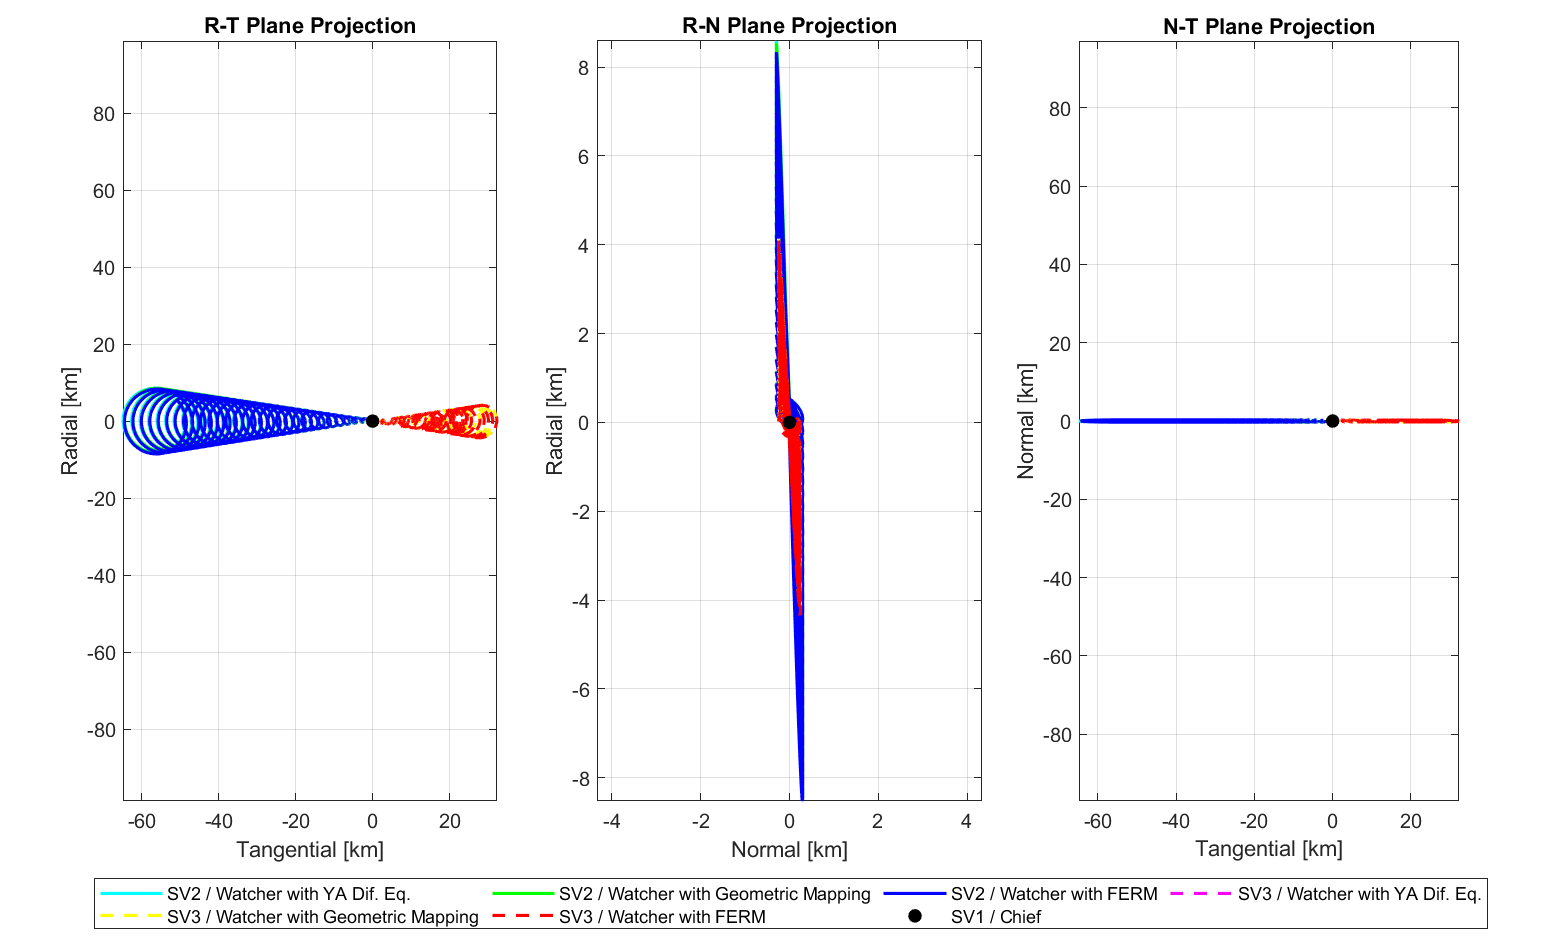 R-T Plane Projection
80
60
40
20
0
-20
-40
-60
-80
Radial [km]
-60 -40 -20 0 20
Tangential [km]
R-N Plane Projection
8
6
4
2
0
-2
-4
-6
-8
Radial [km]
-4 -2 0 2 4
Normal [km]
N-T Plane Projection
80
60
40
20
0
-20
-40
-60
-80
Normal [km]
-60 -40 -20 0 20
Tangential [km]
SV2 / Watcher with YA Dif. Eq. SV2 / Watcher with Geometric Mapping SV2 / Watcher with FERM SV3 / Watcher with YA Dif. Eq.
SV3 / Watcher with Geometric Mapping SV3 / Watcher with FERM SV1 / Chief